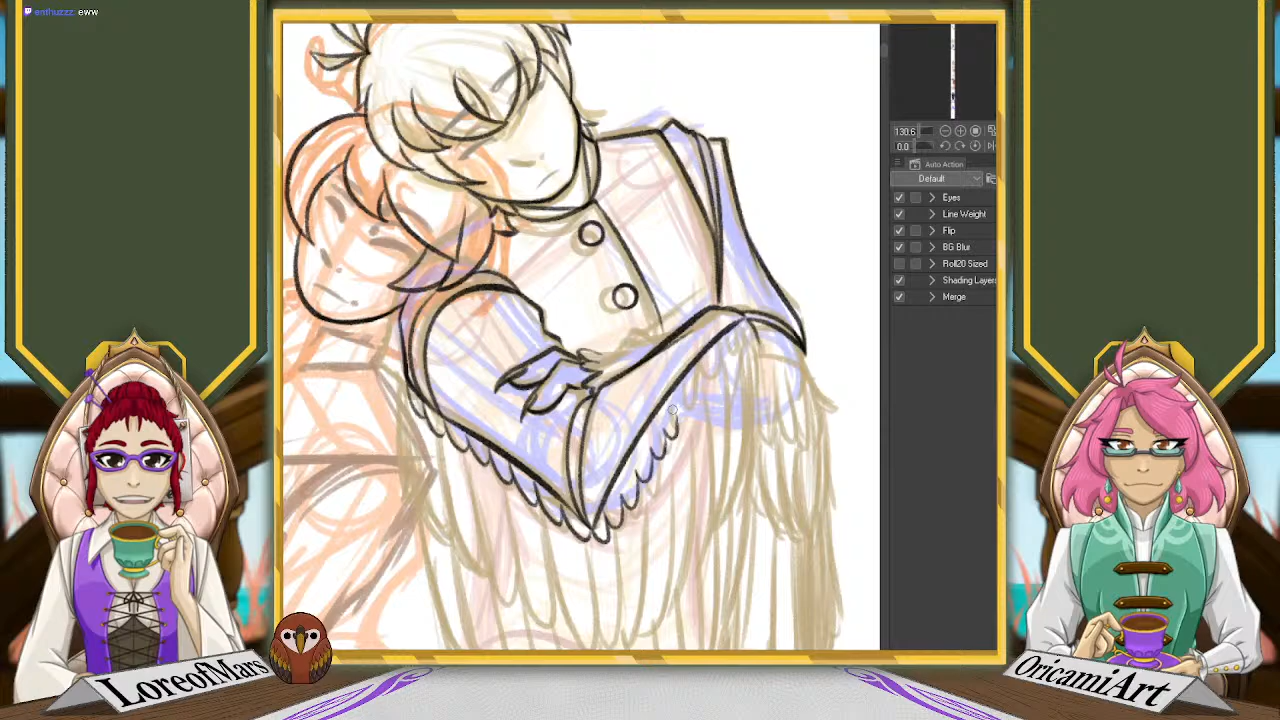 enthuzzz: eww
130.6
0.0
Auto Action
Default
Eyes
Line Weight
Flip
BG Blur
Roll20 Sized
Shading Layers
Merge
LoreofMars
OricamiArt